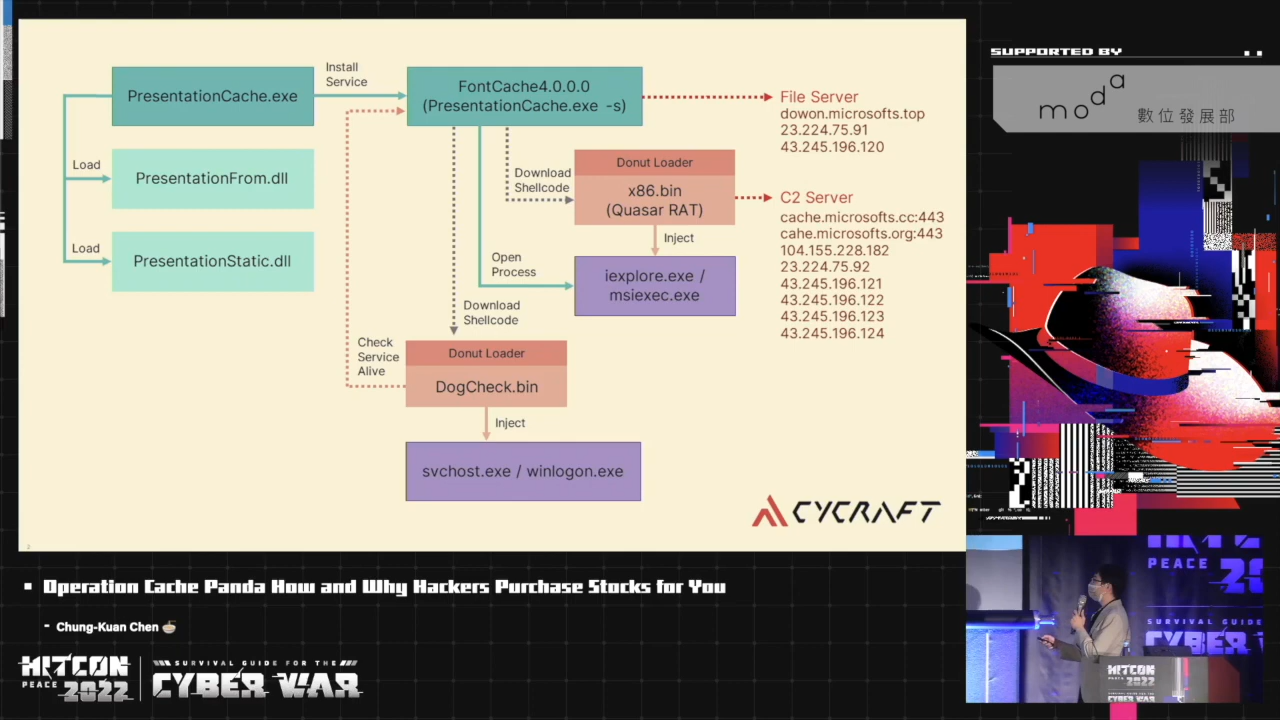 PresentationCache.exe
Install
Service
FontCache4.0.0.0
(PresentationCache.exe -s)
File Server
dowon.microsofts.top
23.224.75.91
43.245.196.120
Load
PresentationFrom.dll
Load
PresentationStatic.dll
Download
Shellcode
Donut Loader
x86.bin
(Quasar RAT)
C2 Server
cache.microsofts.cc:443
cahe.microsofts.org:443
104.155.228.182
23.224.75.92
43.245.196.121
43.245.196.122
43.245.196.123
43.245.196.124
Inject
Open
Process
iexplore.exe /
msiexec.exe
Download
Shellcode
Check
Service
Alive
Donut Loader
DogCheck.bin
Inject
svchost.exe / winlogon.exe
CYCRAFT
SUPPORTED BY
moda 數位發展部
Operation Cache Panda How and Why Hackers Purchase Stocks for You
- Chung-Kuan Chen
HITCON
PEACE 2022
SURVIVAL GUIDE FOR THE
CYBER WAR
PEACE
SURVIVAL GUIDE
CYBER
HITCON
PEACE 2022